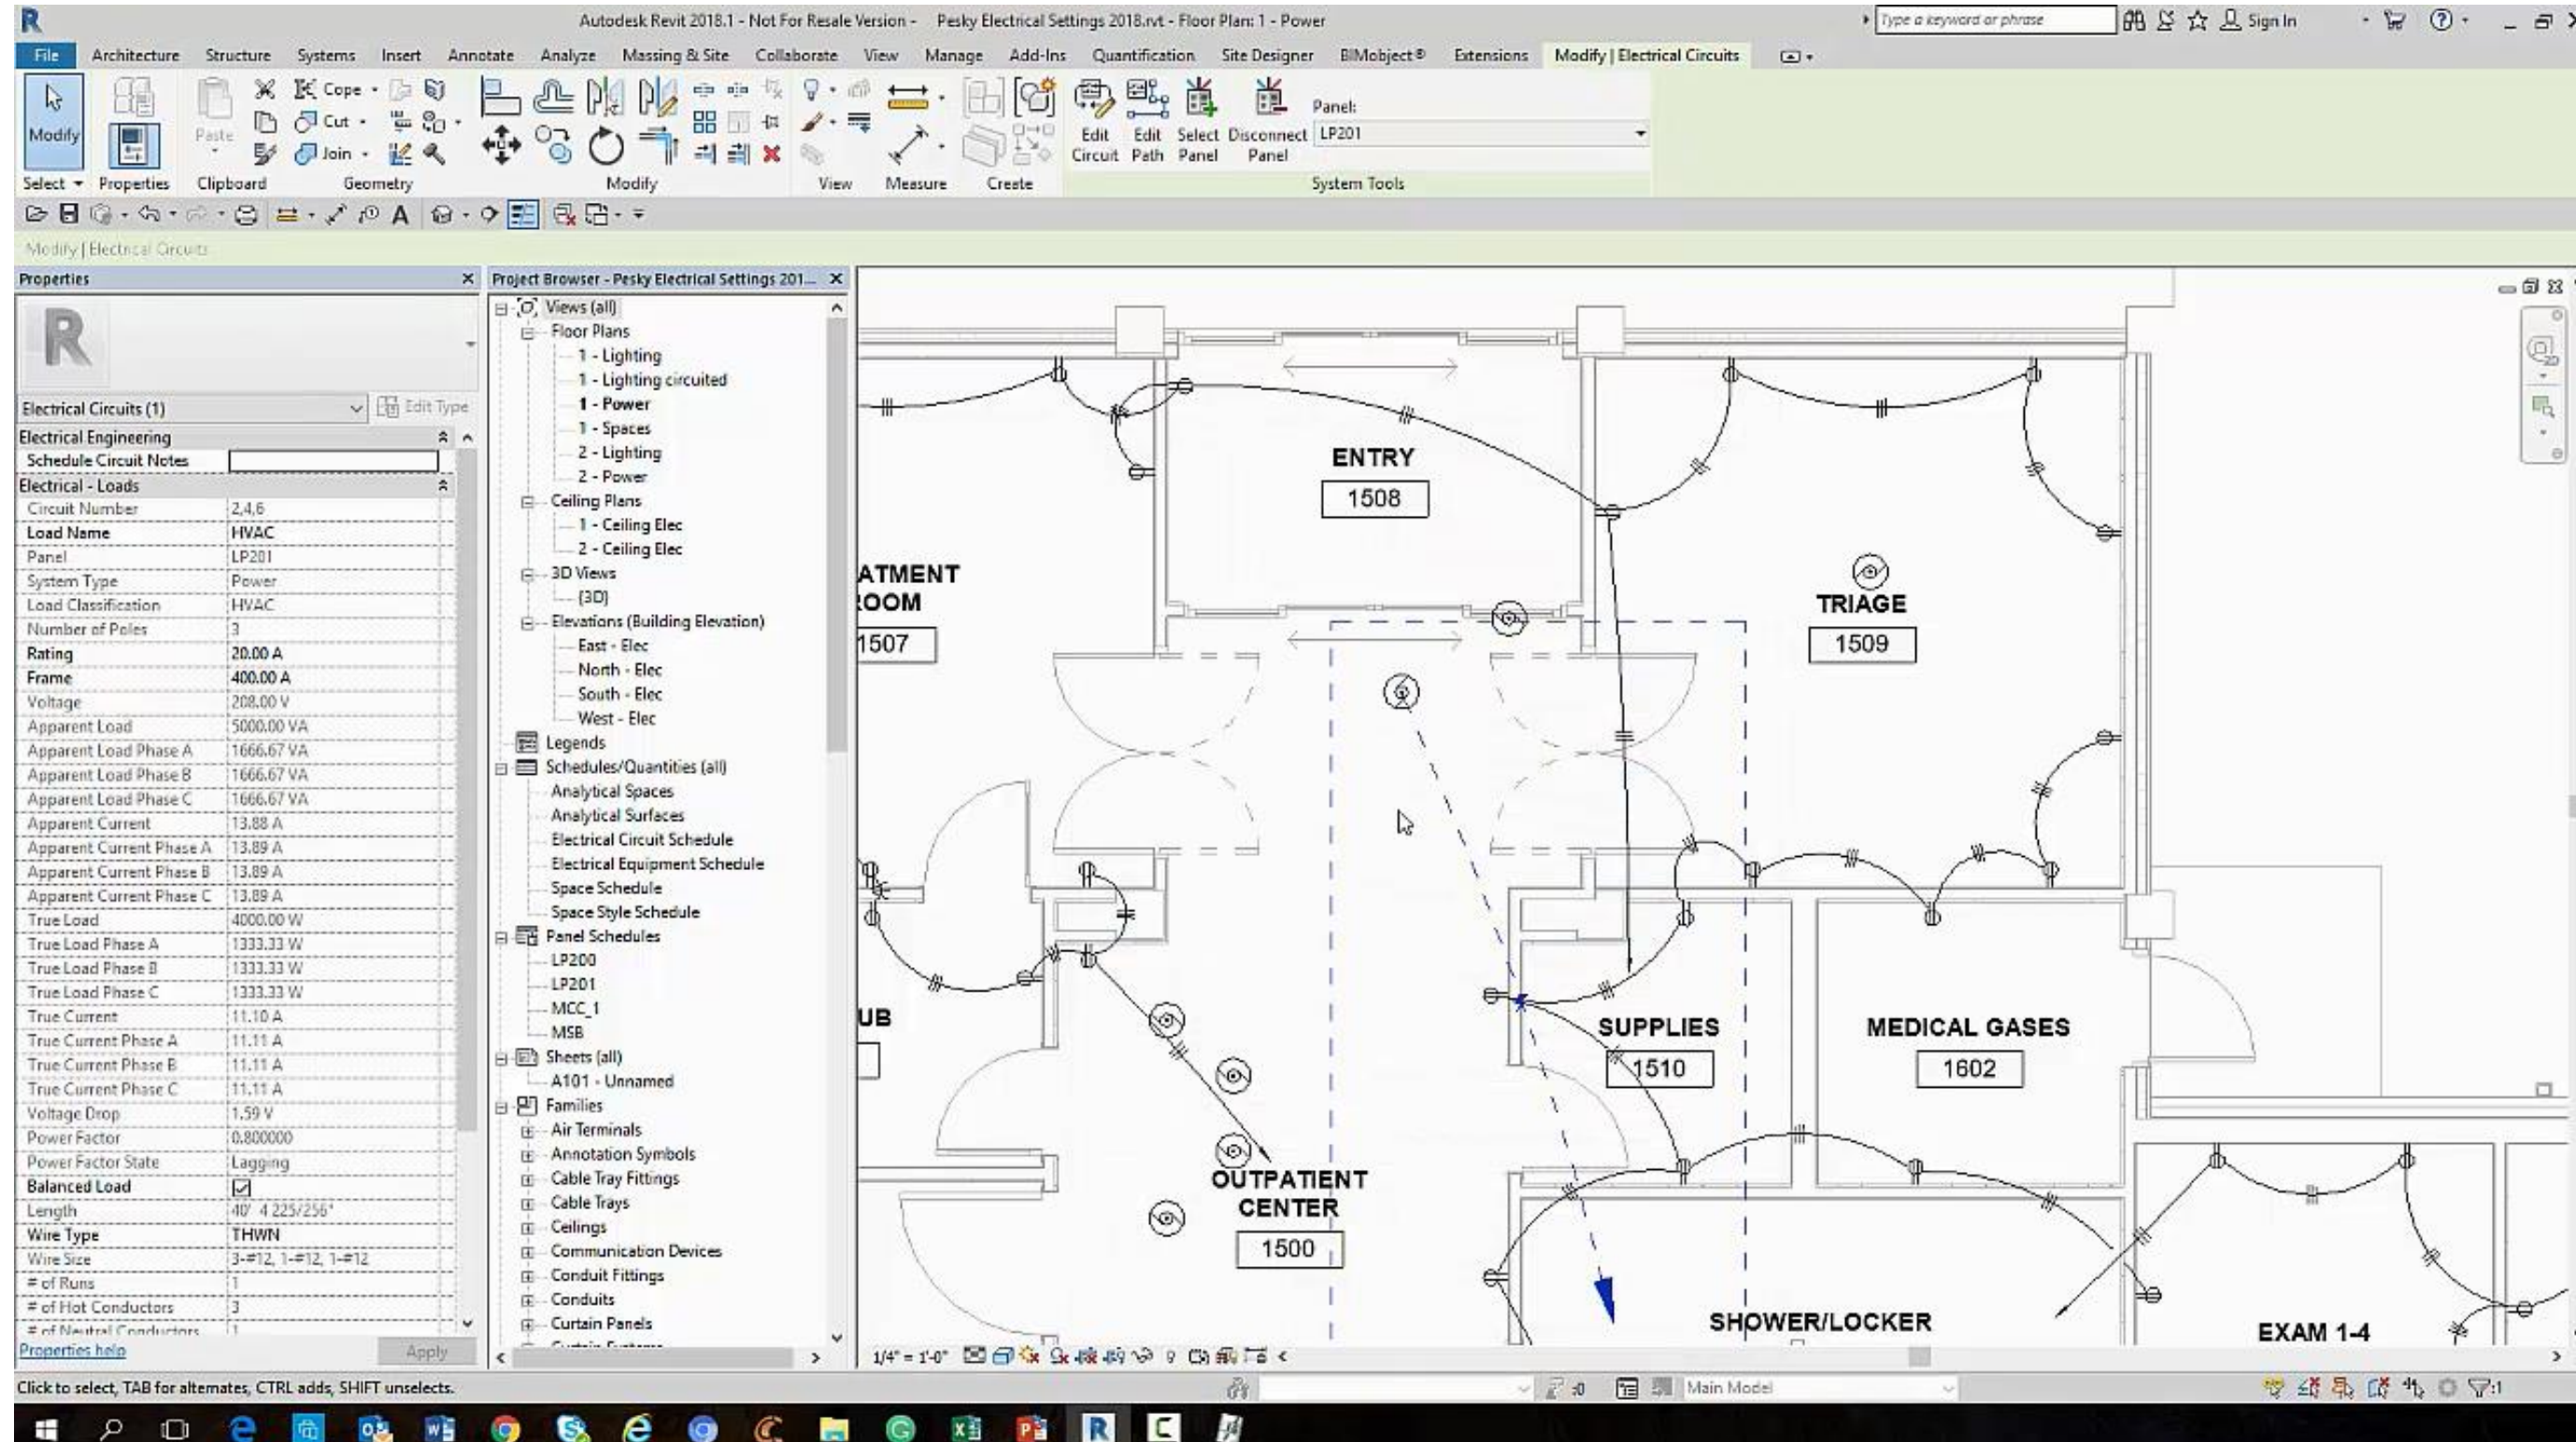 Autodesk Revit 2018.1 - Not For Resale Version - Pesky Electrical Settings 2018.rvt - Floor Plan: 1 - Power
Type a keyword or phrase
Sign In
File Architecture Structure Systems Insert Annotate Analyze Massing & Site Collaborate View Manage Add-Ins Quantification Site Designer BIMobject® Extensions Modify | Electrical Circuits
Modify
Paste
Cope
Cut
Join
Edit Circuit
Edit Path
Select Panel
Disconnect Panel
Panel:
LP201
Select Properties Clipboard Geometry Modify View Measure Create System Tools
Modify | Electrical Circuits
Properties
Electrical Circuits (1)
Edit Type
Electrical Engineering
Schedule Circuit Notes
Electrical - Loads
Circuit Number 2,4,6
Load Name HVAC
Panel LP201
System Type Power
Load Classification HVAC
Number of Poles 3
Rating 20.00 A
Frame 400.00 A
Voltage 208.00 V
Apparent Load 5000.00 VA
Apparent Load Phase A 1666.67 VA
Apparent Load Phase B 1666.67 VA
Apparent Load Phase C 1666.67 VA
Apparent Current 13.88 A
Apparent Current Phase A 13.89 A
Apparent Current Phase B 13.89 A
Apparent Current Phase C 13.89 A
True Load 4000.00 W
True Load Phase A 1333.33 W
True Load Phase B 1333.33 W
True Load Phase C 1333.33 W
True Current 11.10 A
True Current Phase A 11.11 A
True Current Phase B 11.11 A
True Current Phase C 11.11 A
Voltage Drop 1.59 V
Power Factor 0.800000
Power Factor State Lagging
Balanced Load
Length 40' 4 225/256"
Wire Type THWN
Wire Size 3-#12, 1-#12, 1-#12
# of Runs 1
# of Hot Conductors 3
# of Neutral Conductors 1
Properties help
Apply
Project Browser - Pesky Electrical Settings 201...
Views (all)
Floor Plans
1 - Lighting
1 - Lighting circuited
1 - Power
1 - Spaces
2 - Lighting
2 - Power
Ceiling Plans
1 - Ceiling Elec
2 - Ceiling Elec
3D Views
{3D}
Elevations (Building Elevation)
East - Elec
North - Elec
South - Elec
West - Elec
Legends
Schedules/Quantities (all)
Analytical Spaces
Analytical Surfaces
Electrical Circuit Schedule
Electrical Equipment Schedule
Space Schedule
Space Style Schedule
Panel Schedules
LP200
LP201
MCC_1
MSB
Sheets (all)
A101 - Unnamed
Families
Air Terminals
Annotation Symbols
Cable Tray Fittings
Cable Trays
Ceilings
Communication Devices
Conduit Fittings
Conduits
Curtain Panels
Curtain Systems
ENTRY
1508
ATMENT
ROOM
1507
TRIAGE
1509
UB
SUPPLIES
1510
MEDICAL GASES
1602
OUTPATIENT
CENTER
1500
SHOWER/LOCKER
EXAM 1-4
1/4" = 1'-0"
Click to select, TAB for alternates, CTRL adds, SHIFT unselects.
:0
Main Model
:1